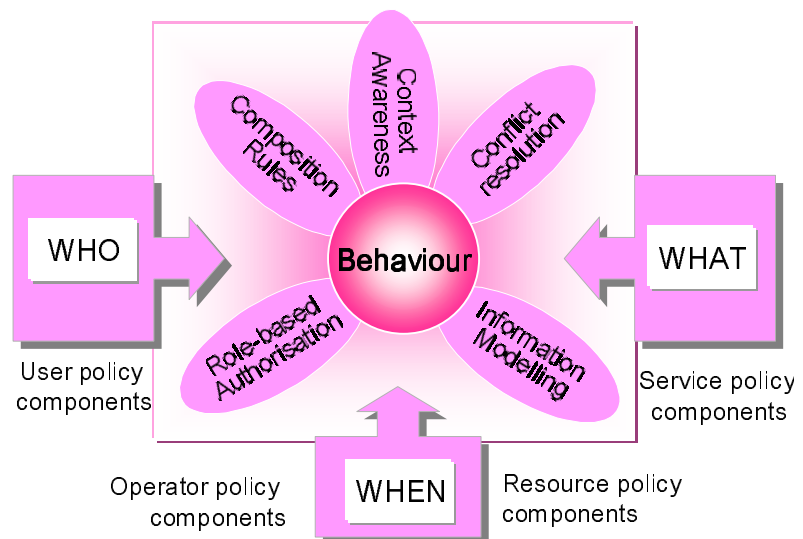 Context
Awareness
Composition
Rules
Conflict
resolution
WHO
Behaviour
WHAT
Role-based
Authorisation
Information
Modelling
User policy
components
Service policy
components
Operator policy
components
WHEN
Resource policy
components